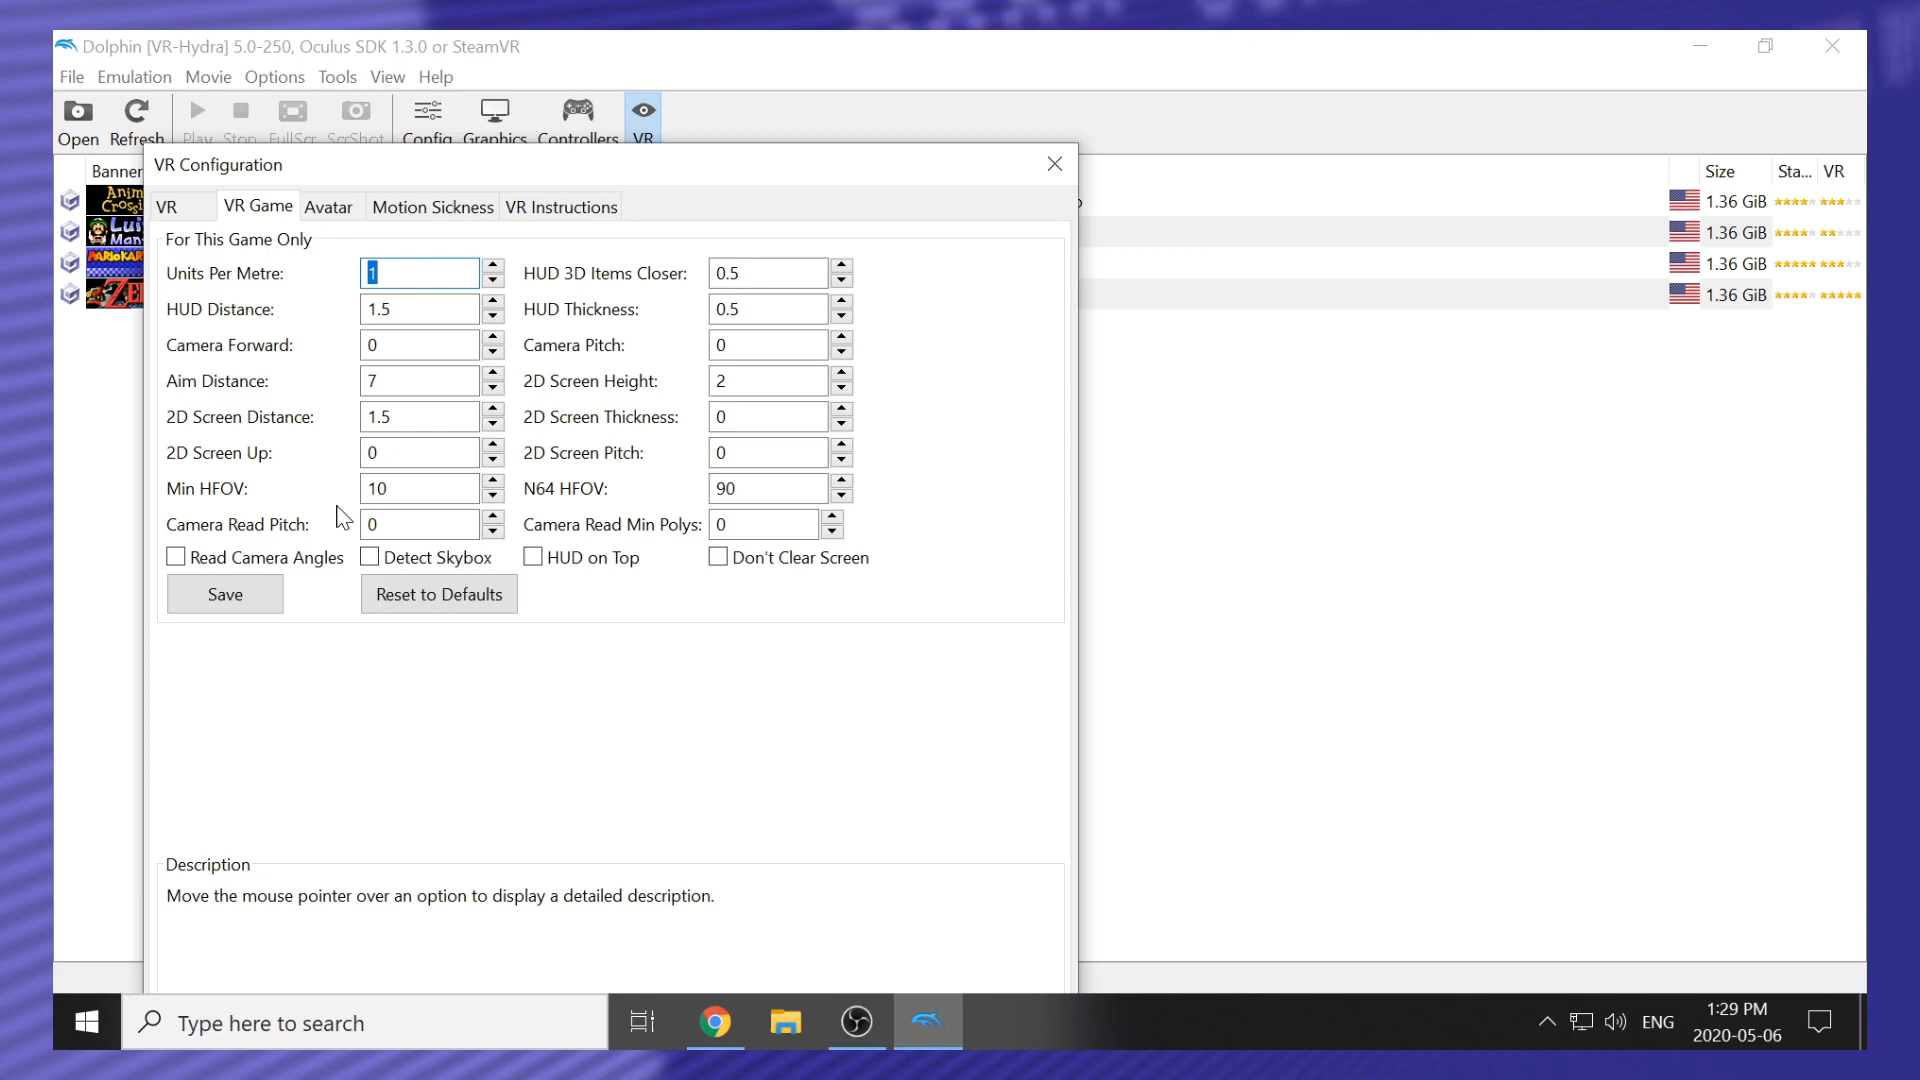 Dolphin [VR-Hydra] 5.0-250, Oculus SDK 1.3.0 or SteamVR
File Emulation Movie Options Tools View Help
Open Refresh Play Stop FullScr ScrShot Config Graphics Controllers VR
Banner Size Sta... VR
VR Configuration
VR VR Game Avatar Motion Sickness VR Instructions
For This Game Only
Units Per Metre: 1 HUD 3D Items Closer: 0.5
HUD Distance: 1.5 HUD Thickness: 0.5
Camera Forward: 0 Camera Pitch: 0
Aim Distance: 7 2D Screen Height: 2
2D Screen Distance: 1.5 2D Screen Thickness: 0
2D Screen Up: 0 2D Screen Pitch: 0
Min HFOV: 10 N64 HFOV: 90
Camera Read Pitch: 0 Camera Read Min Polys: 0
Read Camera Angles Detect Skybox HUD on Top Don't Clear Screen
Save Reset to Defaults
Description
Move the mouse pointer over an option to display a detailed description.
1.36 GiB
1.36 GiB
1.36 GiB
1.36 GiB
Type here to search
ENG
1:29 PM
2020-05-06